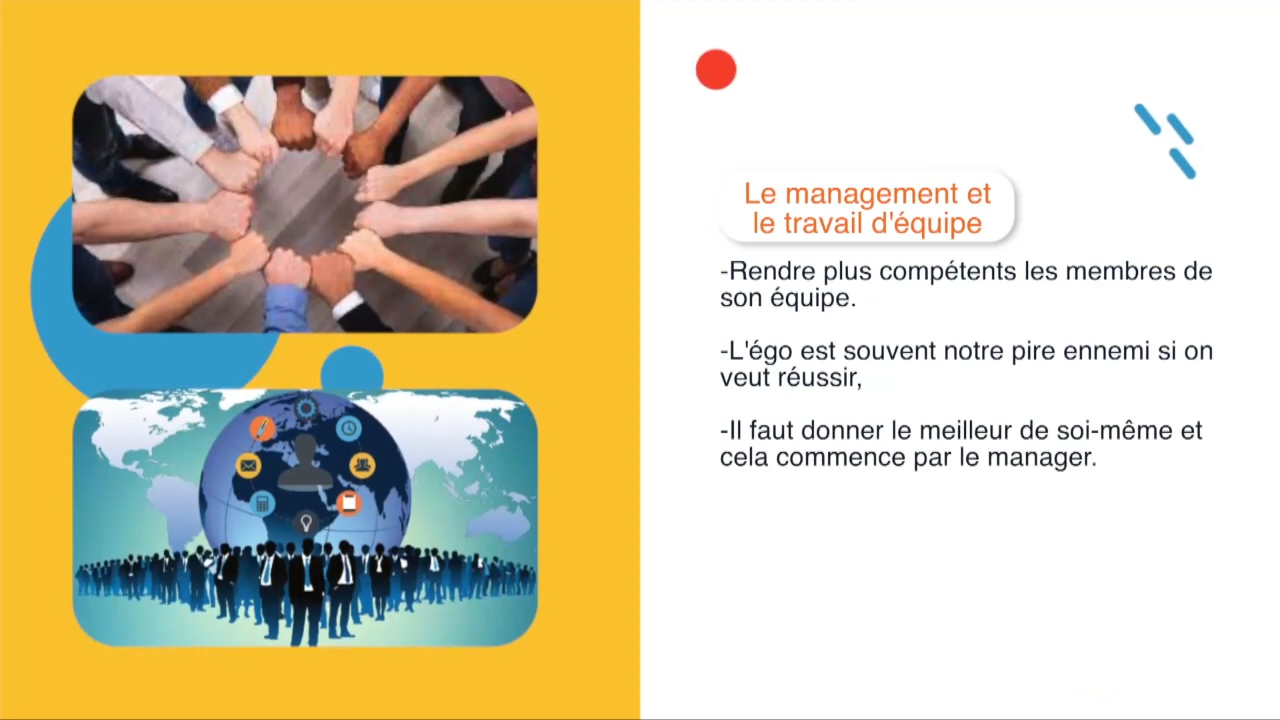 Le management et
le travail d'équipe
-Rendre plus compétents les membres de
son équipe.
-L'égo est souvent notre pire ennemi si on
veut réussir,
-Il faut donner le meilleur de soi-même et
cela commence par le manager.